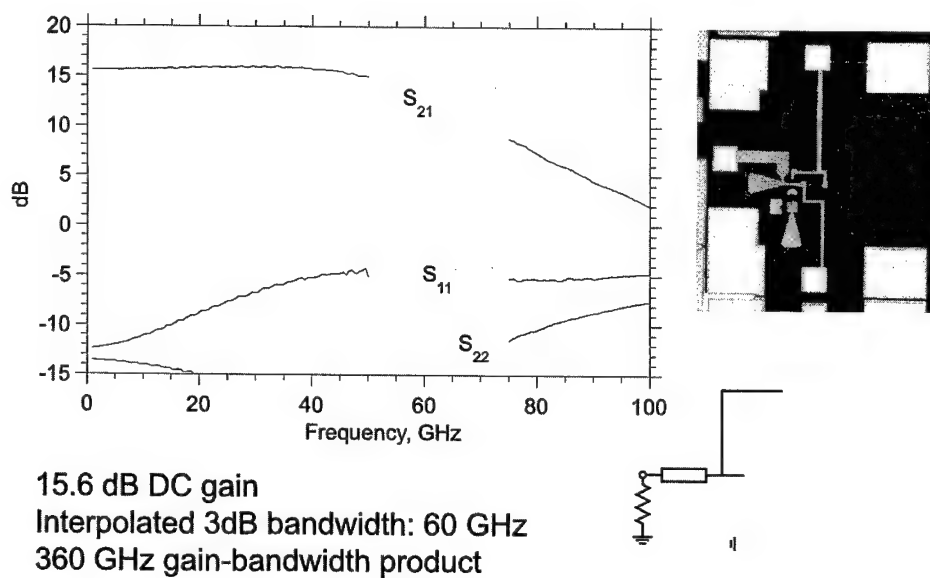 20
15
10
5
0
-5
-10
-15
dB
S21
S11
S22
0
20
40
60
80
100
Frequency, GHz
15.6 dB DC gain
Interpolated 3dB bandwidth: 60 GHz
360 GHz gain-bandwidth product